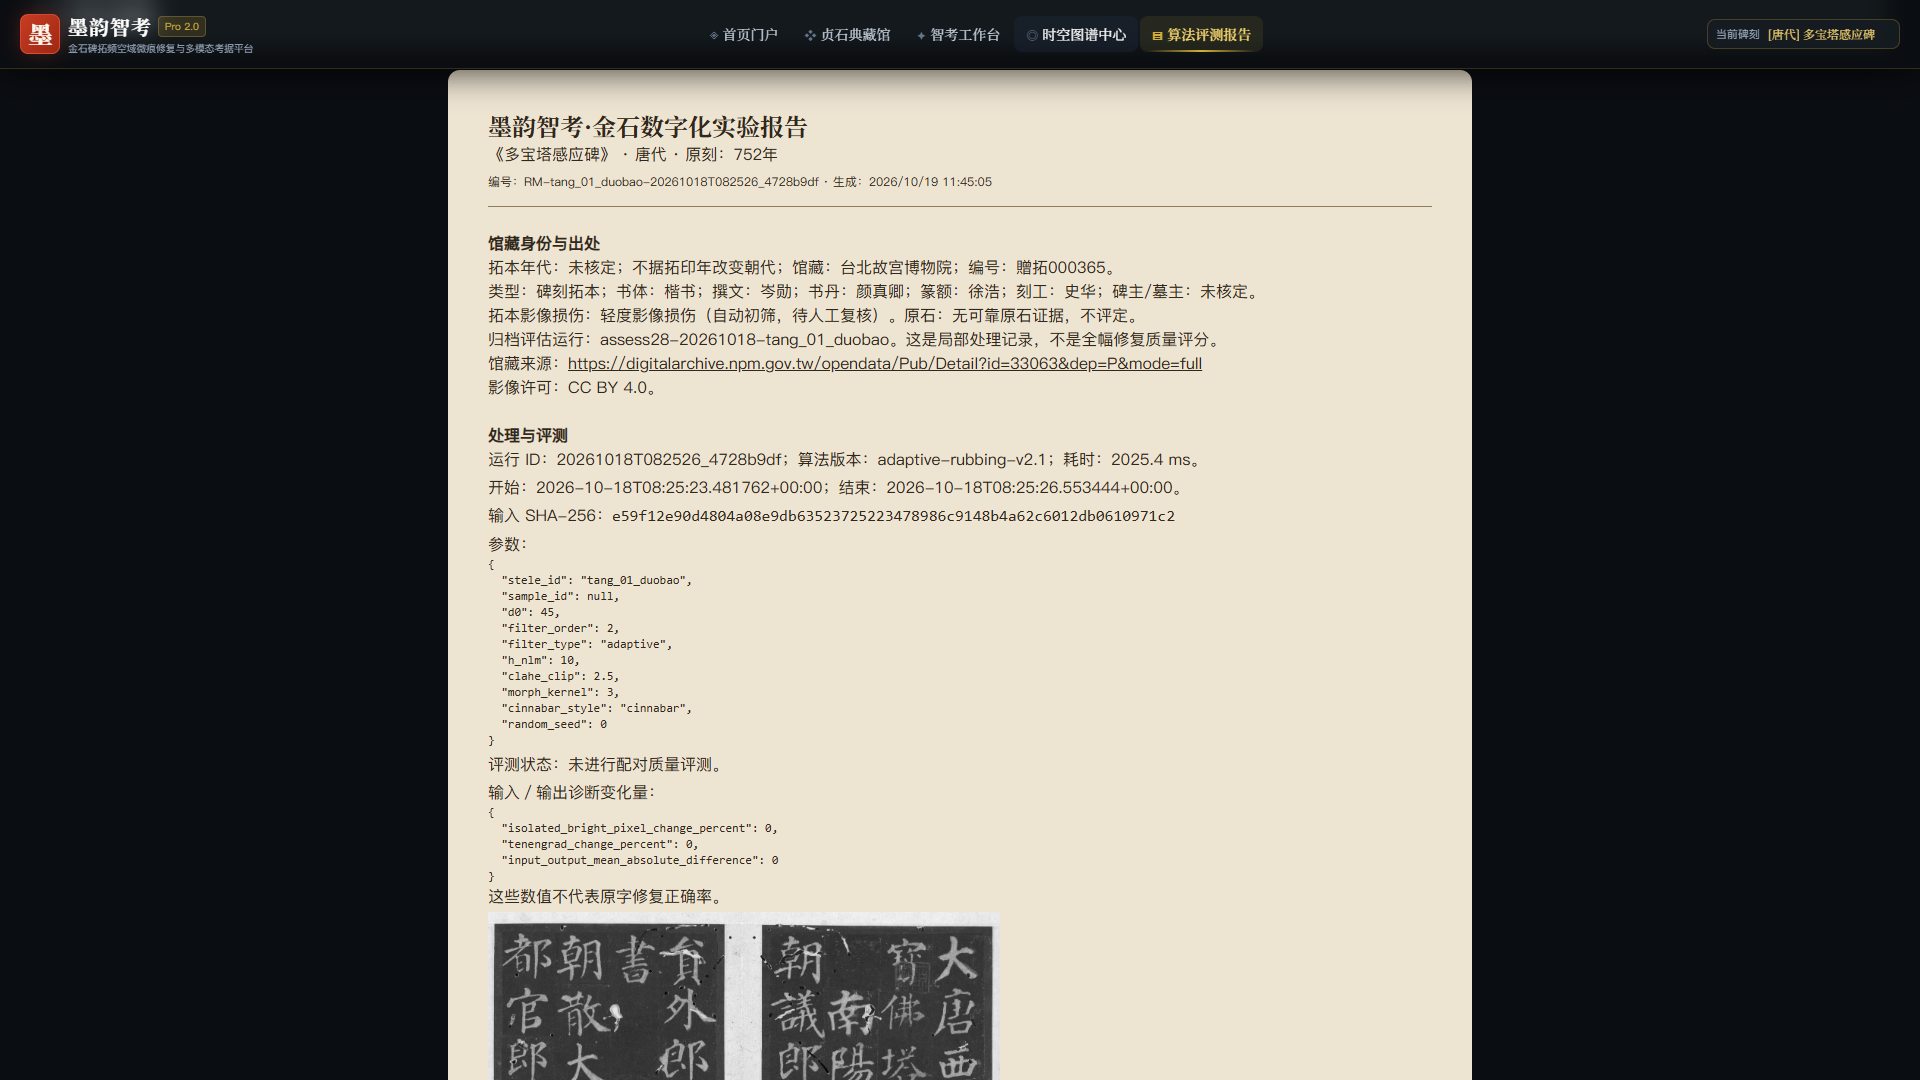 墨
墨韵智考 Pro 2.0
金石碑拓频空域微痕修复与多模态考据平台
首页门户
贞石典藏馆
智考工作台
时空图谱中心
算法评测报告
当前碑刻 [唐代] 多宝塔感应碑
墨韵智考·金石数字化实验报告
《多宝塔感应碑》 · 唐代 · 原刻：752年
编号：RM-tang_01_duobao-20261018T082526_4728b9df · 生成：2026/10/19 11:45:05
馆藏身份与出处
拓本年代：未核定；不据拓印年改变朝代；馆藏：台北故宫博物院；编号：贈拓000365。
类型：碑刻拓本；书体：楷书；撰文：岑勋；书丹：颜真卿；篆额：徐浩；刻工：史华；碑主/墓主：未核定。
拓本影像损伤：轻度影像损伤（自动初筛，待人工复核）。原石：无可靠原石证据，不评定。
归档评估运行：assess28-20261018-tang_01_duobao。这是局部处理记录，不是全幅修复质量评分。
馆藏来源：https://digitalarchive.npm.gov.tw/opendata/Pub/Detail?id=33063&dep=P&mode=full
影像许可：CC BY 4.0。
处理与评测
运行 ID：20261018T082526_4728b9df；算法版本：adaptive-rubbing-v2.1；耗时：2025.4 ms。
开始：2026-10-18T08:25:23.481762+00:00；结束：2026-10-18T08:25:26.553444+00:00。
输入 SHA-256：e59f12e90d4804a08e9db63523725223478986c9148b4a62c6012db0610971c2
参数：
{
"stele_id": "tang_01_duobao",
"sample_id": null,
"d0": 45,
"filter_order": 2,
"filter_type": "adaptive",
"h_nlm": 10,
"clahe_clip": 2.5,
"morph_kernel": 3,
"cinnabar_style": "cinnabar",
"random_seed": 0
}
评测状态：未进行配对质量评测。
输入 / 输出诊断变化量：
{
"isolated_bright_pixel_change_percent": 0,
"tenengrad_change_percent": 0,
"input_output_mean_absolute_difference": 0
}
这些数值不代表原字修复正确率。
大唐西
寶佛塔
南陽
朝議郎
貟外郎
書
朝散大
都官郎